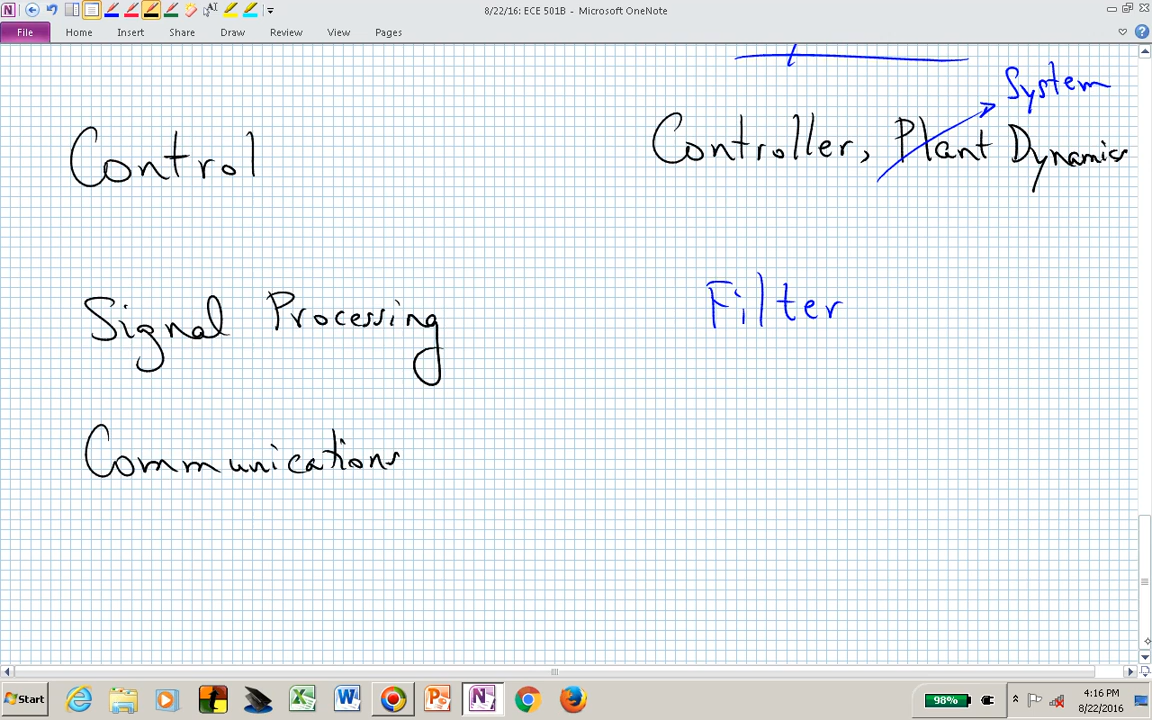 8/22/16: ECE 501B - Microsoft OneNote
File Home Insert Share Draw Review View Pages
System
Control Controller, Plant Dynamics
Signal Processing Filter
Communications
Start
98%
4:16 PM
8/22/2016